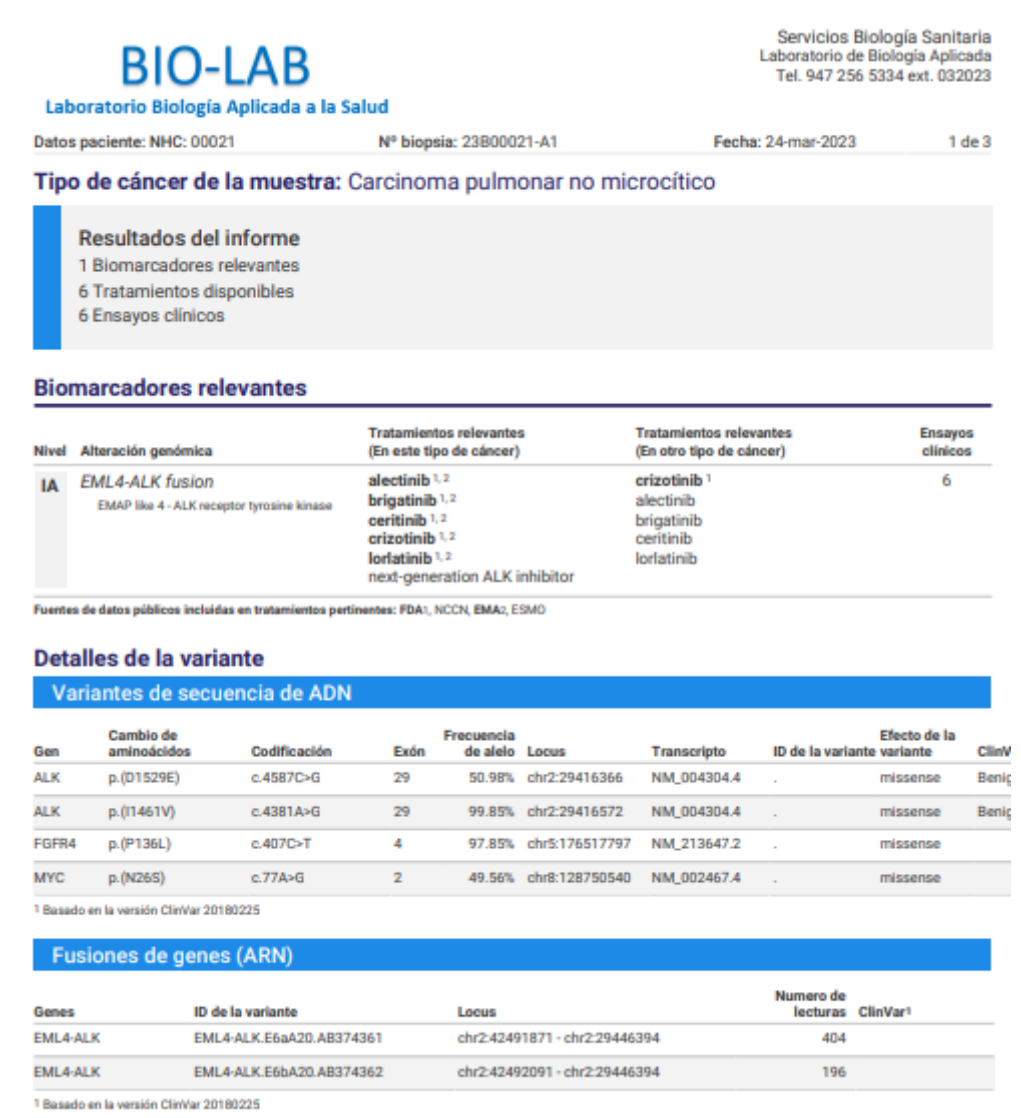 BIO-LAB
Laboratorio Biología Aplicada a la Salud
Servicios Biología Sanitaria
Laboratorio de Biología Aplicada
Tel. 947 256 5334 ext. 032023
Datos paciente: NHC: 00021 Nº biopsia: 23B00021-A1 Fecha: 24-mar-2023 1 de 3
Tipo de cáncer de la muestra: Carcinoma pulmonar no microcítico
Resultados del informe
1 Biomarcadores relevantes
6 Tratamientos disponibles
6 Ensayos clínicos
Biomarcadores relevantes
Nivel Alteración genómica Tratamientos relevantes (En este tipo de cáncer) Tratamientos relevantes (En otro tipo de cáncer) Ensayos clínicos
IA EML4-ALK fusion alectinib 1, 2 crizotinib 1 6
EMAP like 4 - ALK receptor tyrosine kinase brigatinib 1, 2 alectinib
ceritinib 1, 2 brigatinib
crizotinib 1, 2 ceritinib
lorlatinib 1, 2 lorlatinib
next-generation ALK inhibitor
Fuentes de datos públicos incluidas en tratamientos pertinentes: FDA1, NCCN, EMA2, ESMO
Detalles de la variante
Variantes de secuencia de ADN
Gen Cambio de aminoácidos Codificación Exón Frecuencia de alelo Locus Transcripto ID de la variante Efecto de la variante ClinV
ALK p.(D1529E) c.4587C>G 29 50.98% chr2:29416366 NM_004304.4 . missense Benig
ALK p.(I1461V) c.4381A>G 29 99.85% chr2:29416572 NM_004304.4 . missense Benig
FGFR4 p.(P136L) c.407C>T 4 97.85% chr5:176517797 NM_213647.2 . missense
MYC p.(N26S) c.77A>G 2 49.56% chr8:128750540 NM_002467.4 . missense
1 Basado en la versión ClinVar 20180225
Fusiones de genes (ARN)
Genes ID de la variante Locus Numero de lecturas ClinVar1
EML4-ALK EML4-ALK.E6aA20.AB374361 chr2:42491871 - chr2:29446394 404
EML4-ALK EML4-ALK.E6bA20.AB374362 chr2:42492091 - chr2:29446394 196
1 Basado en la versión ClinVar 20180225